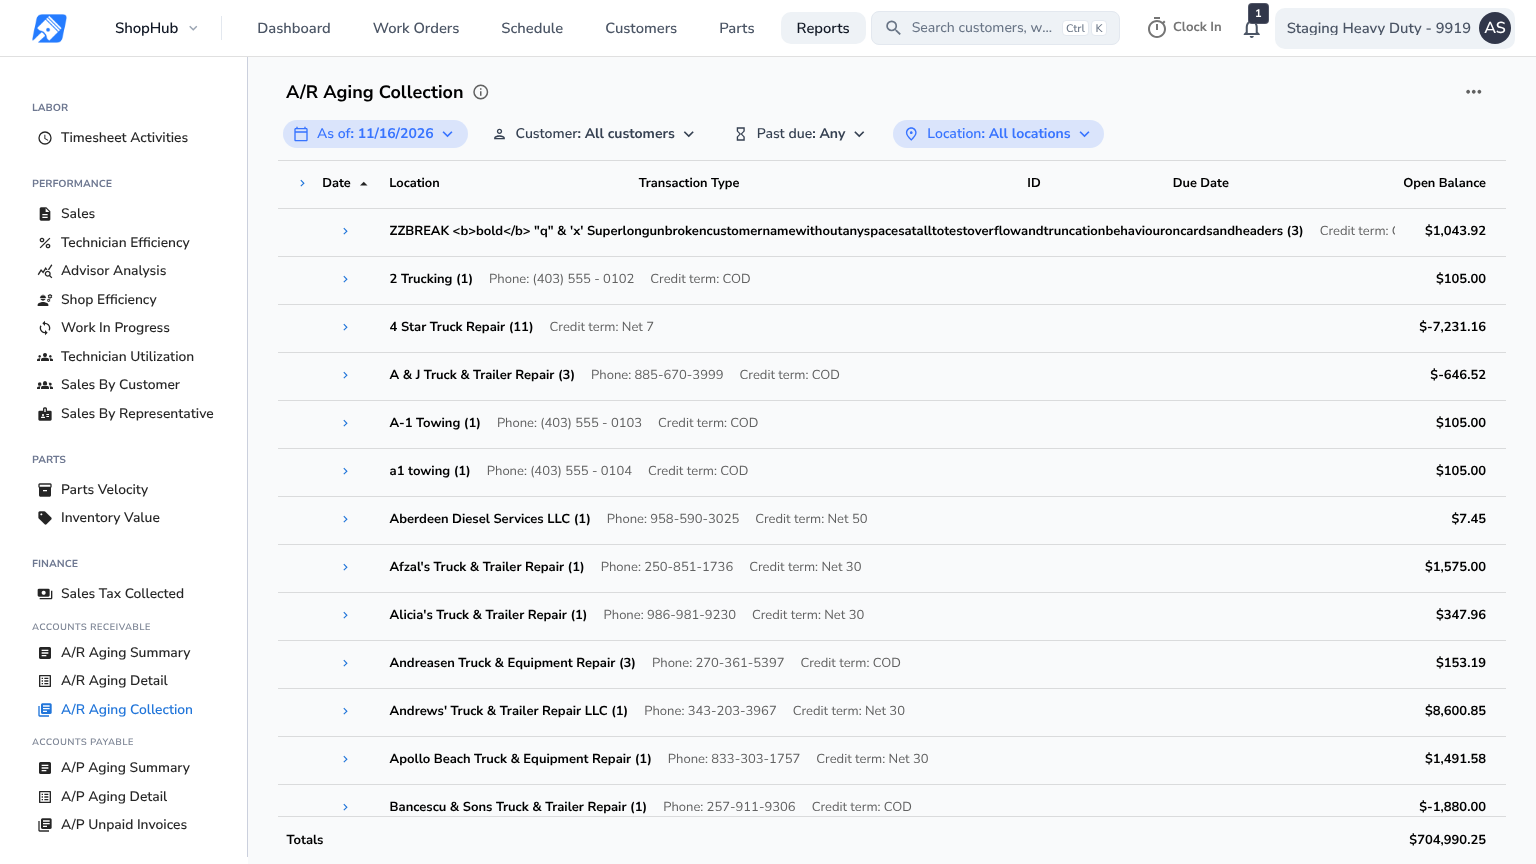 ShopHub
Dashboard
Work Orders
Schedule
Customers
Parts
Reports
Search customers, w... Ctrl K
Clock In
1
Staging Heavy Duty - 9919 AS
LABOR
Timesheet Activities
PERFORMANCE
Sales
Technician Efficiency
Advisor Analysis
Shop Efficiency
Work In Progress
Technician Utilization
Sales By Customer
Sales By Representative
PARTS
Parts Velocity
Inventory Value
FINANCE
Sales Tax Collected
ACCOUNTS RECEIVABLE
A/R Aging Summary
A/R Aging Detail
A/R Aging Collection
ACCOUNTS PAYABLE
A/P Aging Summary
A/P Aging Detail
A/P Unpaid Invoices
A/R Aging Collection
As of: 11/16/2026 Customer: All customers Past due: Any Location: All locations
Date Location Transaction Type ID Due Date Open Balance
ZZBREAK <b>bold</b> "q" & 'x' Superlongunbrokencustomernamewithoutanyspacesatalltotestoverflowandtruncationbehaviouroncardsandheaders (3) Credit term: $1,043.92
2 Trucking (1) Phone: (403) 555 - 0102 Credit term: COD $105.00
4 Star Truck Repair (11) Credit term: Net 7 $-7,231.16
A & J Truck & Trailer Repair (3) Phone: 885-670-3999 Credit term: COD $-646.52
A-1 Towing (1) Phone: (403) 555 - 0103 Credit term: COD $105.00
a1 towing (1) Phone: (403) 555 - 0104 Credit term: COD $105.00
Aberdeen Diesel Services LLC (1) Phone: 958-590-3025 Credit term: Net 50 $7.45
Afzal's Truck & Trailer Repair (1) Phone: 250-851-1736 Credit term: Net 30 $1,575.00
Alicia's Truck & Trailer Repair (1) Phone: 986-981-9230 Credit term: Net 30 $347.96
Andreasen Truck & Equipment Repair (3) Phone: 270-361-5397 Credit term: COD $153.19
Andrews' Truck & Trailer Repair LLC (1) Phone: 343-203-3967 Credit term: Net 30 $8,600.85
Apollo Beach Truck & Equipment Repair (1) Phone: 833-303-1757 Credit term: Net 30 $1,491.58
Bancescu & Sons Truck & Trailer Repair (1) Phone: 257-911-9306 Credit term: COD $-1,880.00
Totals $704,990.25